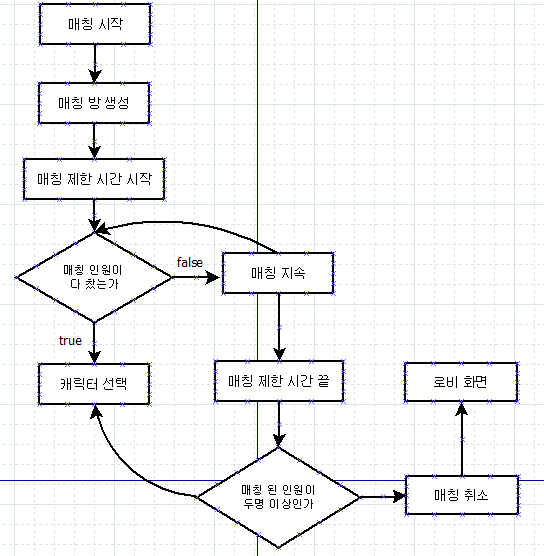 매칭 시작
매칭 방 생성
매칭 제한 시간 시작
매칭 인원이
다 찼는가
false
매칭 지속
true
캐릭터 선택
매칭 제한 시간 끝
로비 화면
매칭 된 인원이
두명 이상인가
매칭 취소